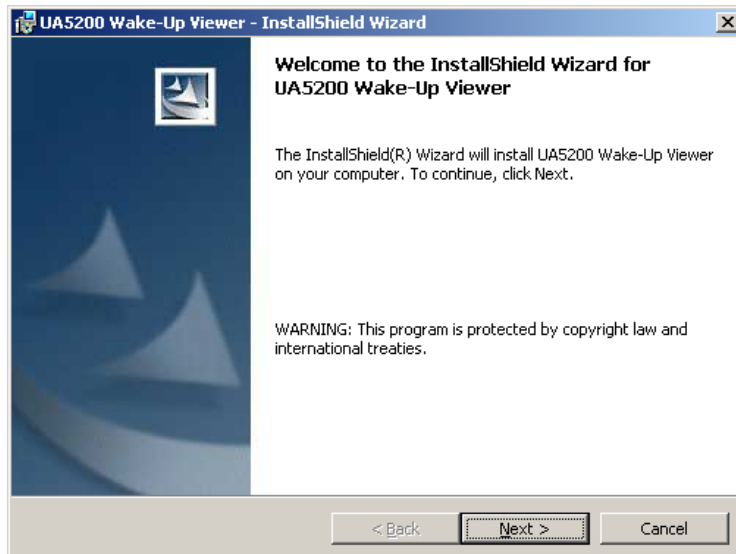 UA5200 Wake-Up Viewer - InstallShield Wizard
Welcome to the InstallShield Wizard for
UA5200 Wake-Up Viewer
The InstallShield(R) Wizard will install UA5200 Wake-Up Viewer
on your computer. To continue, click Next.
WARNING: This program is protected by copyright law and
international treaties.
< Back Next > Cancel